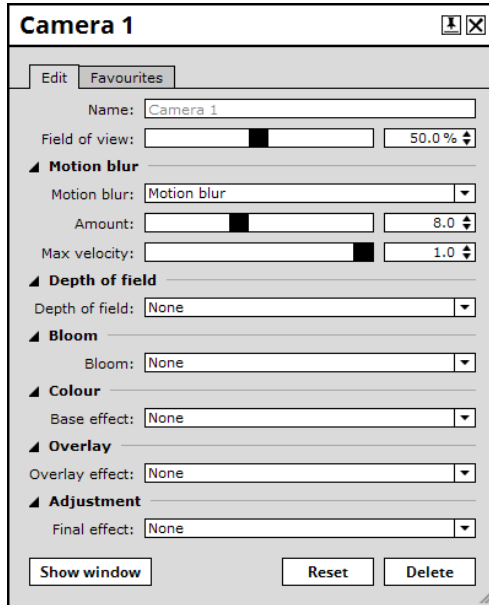 Camera 1
Edit Favourites
Name: Camera 1
Field of view: 50.0 %
Motion blur
Motion blur: Motion blur
Amount: 8.0
Max velocity: 1.0
Depth of field
Depth of field: None
Bloom
Bloom: None
Colour
Base effect: None
Overlay
Overlay effect: None
Adjustment
Final effect: None
Show window Reset Delete